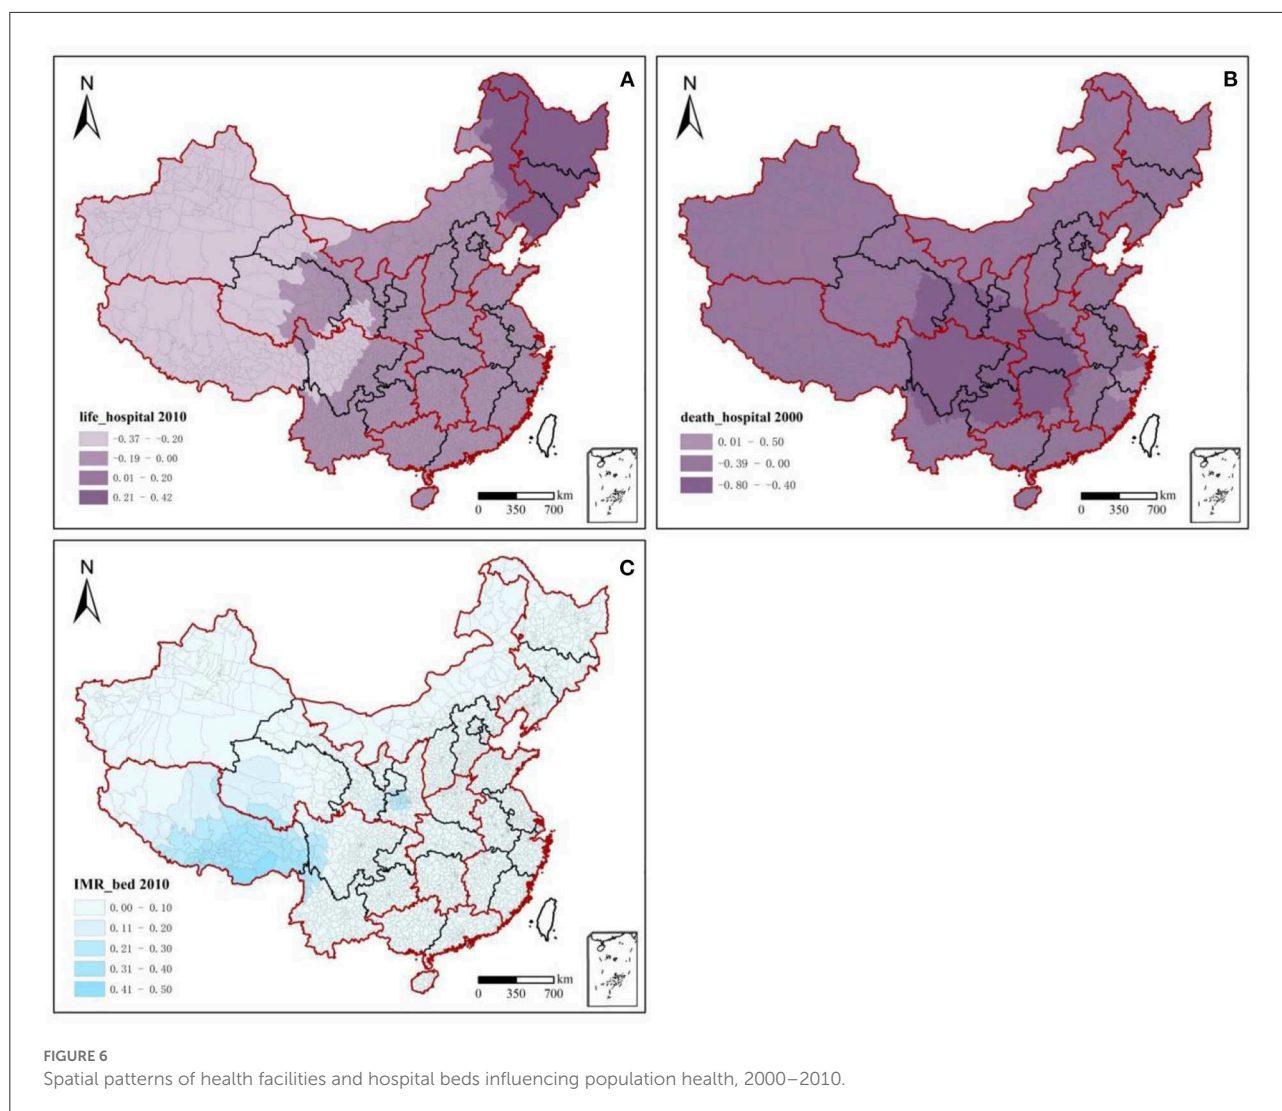 N
A
life_hospital 2010
-0.37 - -0.20
-0.19 - 0.00
0.01 - 0.20
0.21 - 0.42
km
0 350 700
N
B
death_hospital 2000
0.01 - 0.50
-0.39 - 0.00
-0.80 - -0.40
km
0 350 700
N
C
IMR_bed 2010
0.00 - 0.10
0.11 - 0.20
0.21 - 0.30
0.31 - 0.40
0.41 - 0.50
km
0 350 700
FIGURE 6
Spatial patterns of health facilities and hospital beds influencing population health, 2000–2010.